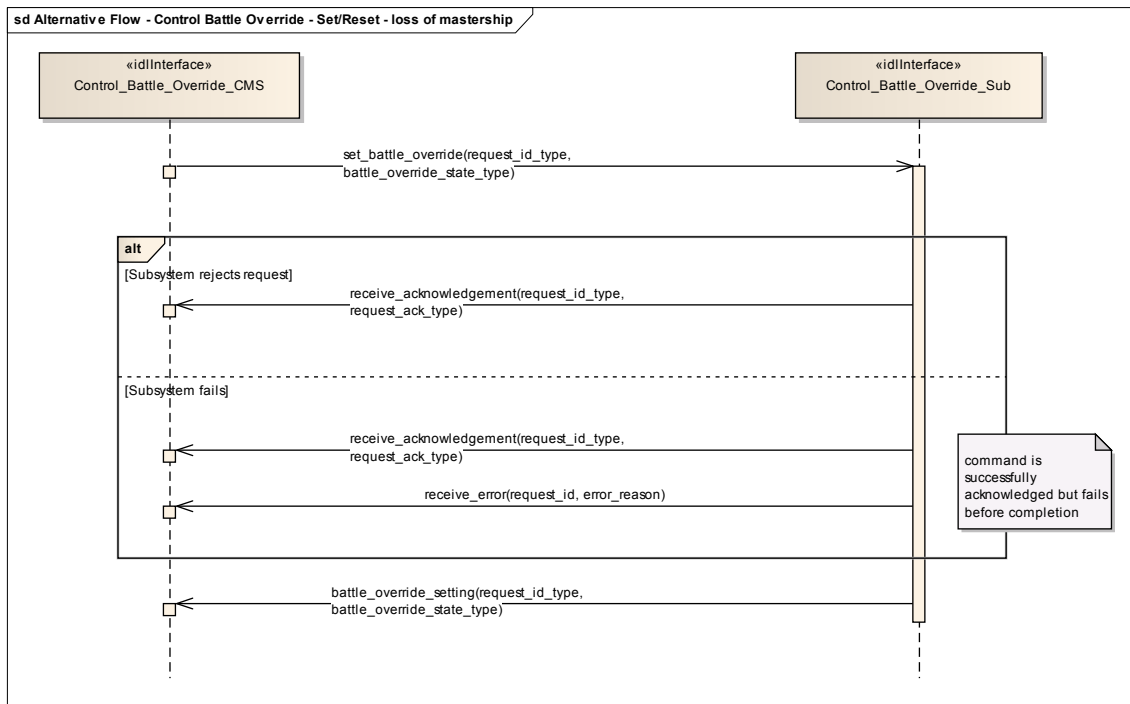 sd Alternative Flow - Control Battle Override - Set/Reset - loss of mastership
«idlInterface»
Control_Battle_Override_CMS
«idlInterface»
Control_Battle_Override_Sub
set_battle_override(request_id_type,
battle_override_state_type)
alt
[Subsystem rejects request]
receive_acknowledgement(request_id_type,
request_ack_type)
[Subsystem fails]
receive_acknowledgement(request_id_type,
request_ack_type)
command is
successfully
acknowledged but fails
before completion
receive_error(request_id, error_reason)
battle_override_setting(request_id_type,
battle_override_state_type)